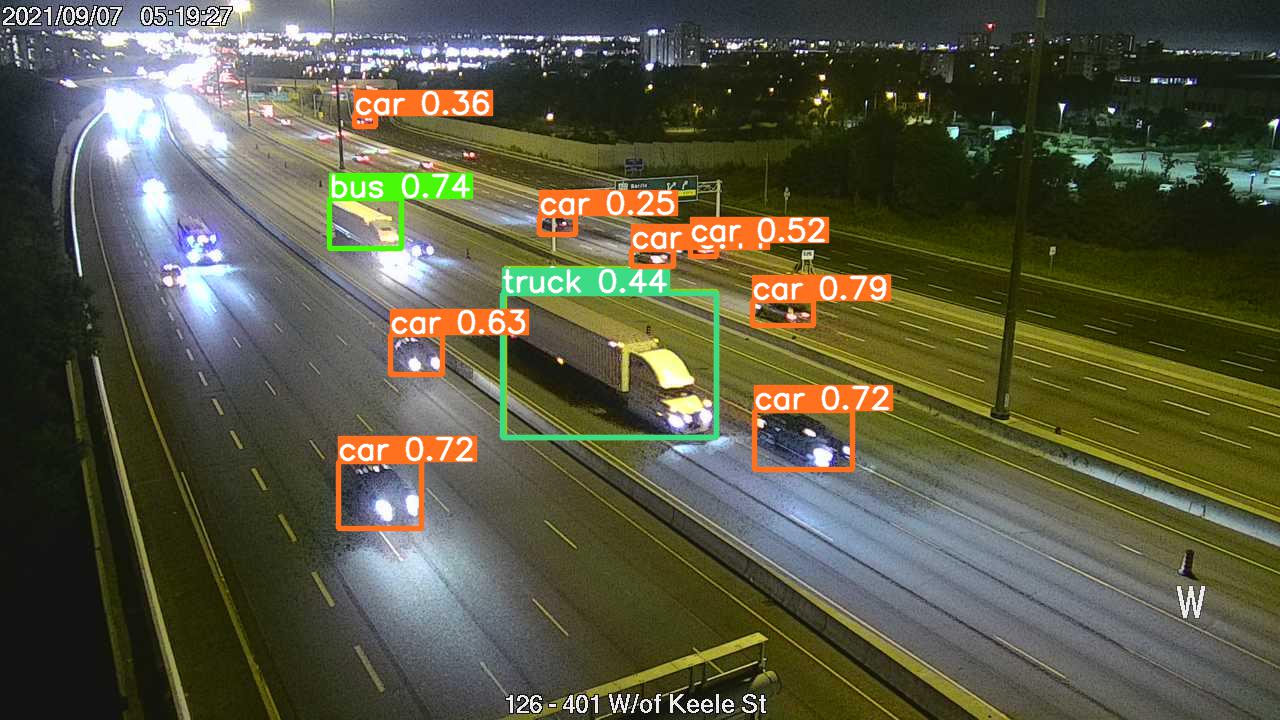 2021/09/07 05:19:27
car 0.36
bus 0.74
car 0.25
car
car 0.52
truck 0.44
car 0.79
car 0.63
car 0.72
car 0.72
W
126 - 401 W/of Keele St